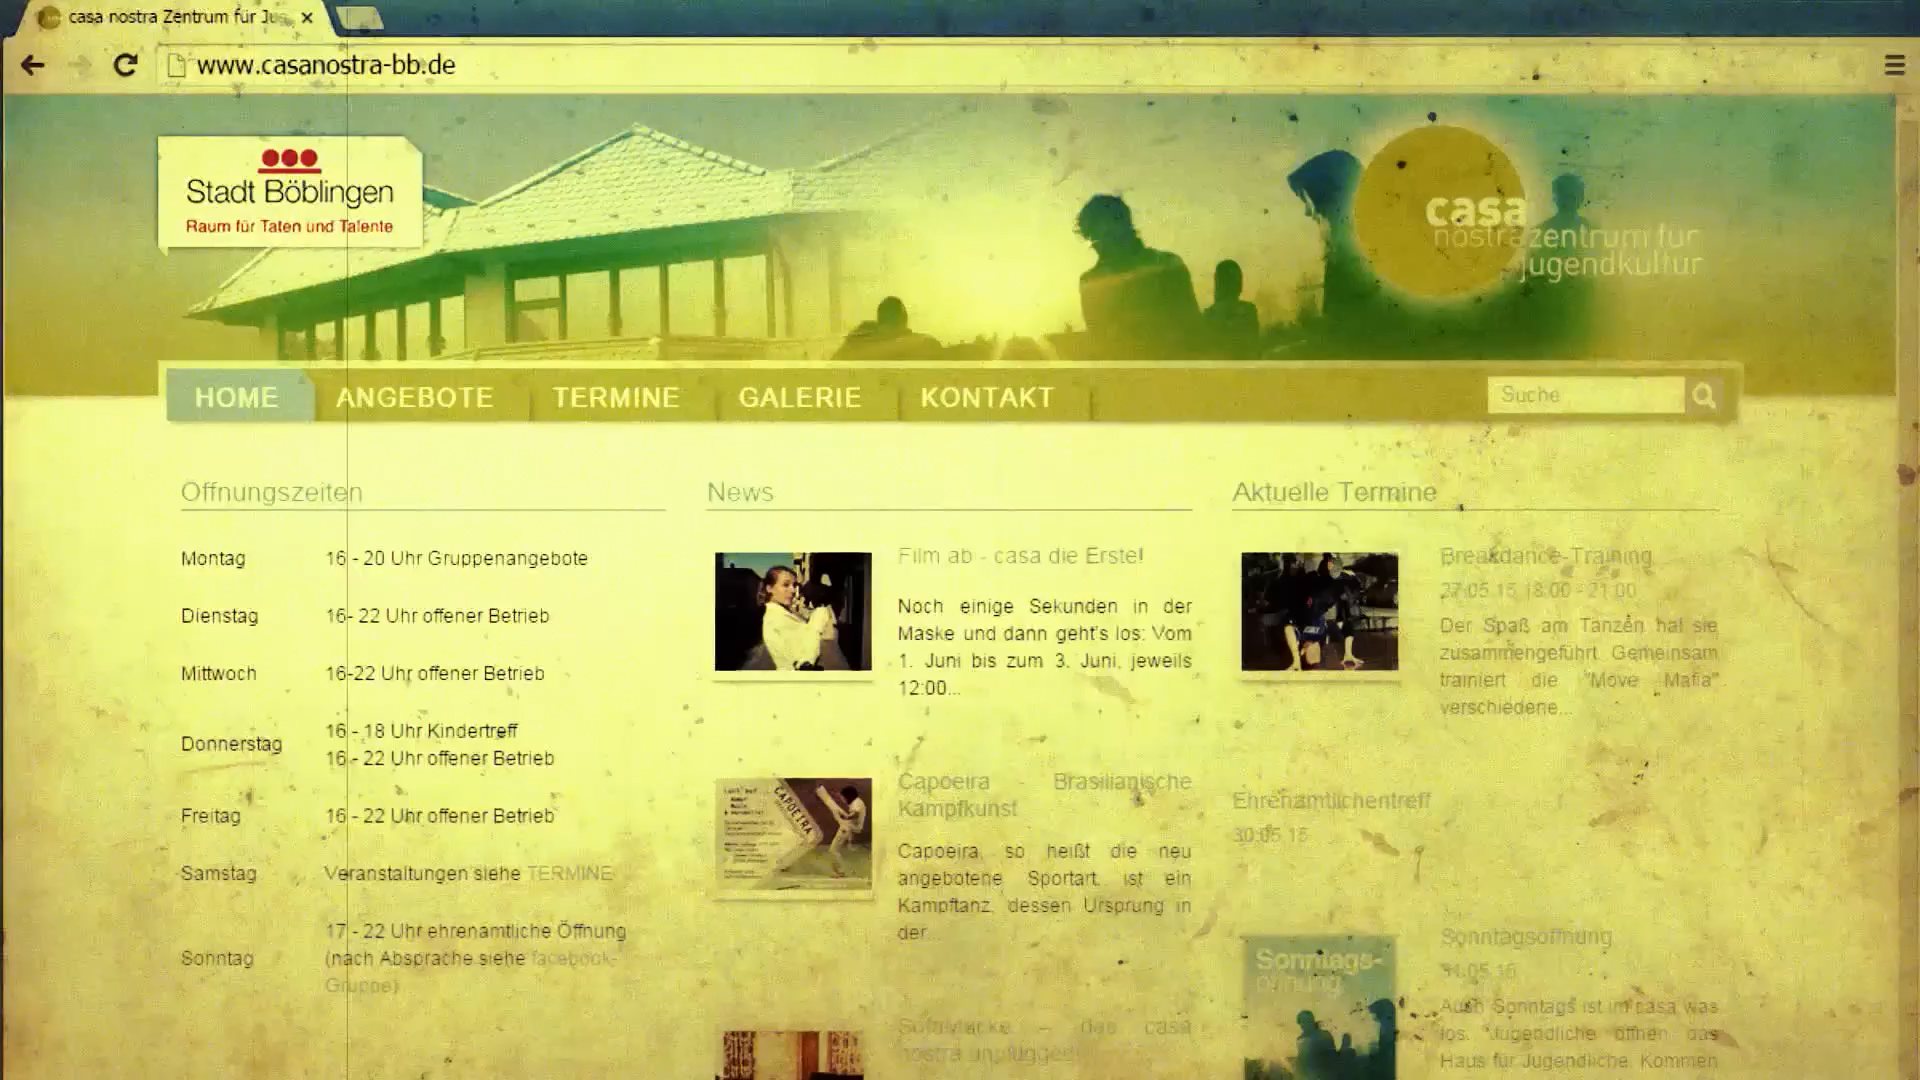 casa nostra Zentrum für Jug
www.casanostra-bb.de
Stadt Böblingen
Raum für Taten und Talente
casa
nostra zentrum für
jugendkultur
HOME ANGEBOTE TERMINE GALERIE KONTAKT Suche
Öffnungszeiten
Montag 16 - 20 Uhr Gruppenangebote
Dienstag 16- 22 Uhr offener Betrieb
Mittwoch 16-22 Uhr offener Betrieb
Donnerstag 16 - 18 Uhr Kindertreff
16 - 22 Uhr offener Betrieb
Freitag 16 - 22 Uhr offener Betrieb
Samstag Veranstaltungen siehe TERMINE
Sonntag 17 - 22 Uhr ehrenamtliche Öffnung
(nach Absprache siehe facebook-
Gruppe)
News
Film ab - casa die Erste!
Noch einige Sekunden in der
Maske und dann geht's los: Vom
1. Juni bis zum 3. Juni, jeweils
12:00...
CAPOEIRA
Capoeira - Brasilianische
Kampfkunst
Capoeira, so heißt die neu
angebotene Sportart, ist ein
Kampftanz, dessen Ursprung in
der...
– das casa
nostra unplugged
Aktuelle Termine
Breakdance-Training
27.05.15 18:00 - 21:00
Der Spaß am Tanzen hat sie
zusammengeführt. Gemeinsam
trainiert die "Move Mafia"
verschiedene...
Ehrenamtlichentreff
30.05.15
Sonntags-
öffnung
Sonntagsöffnung
31.05.15
Auch Sonntags ist im casa was
los. Jugendliche öffnen das
Haus für Jugendliche. Kommen